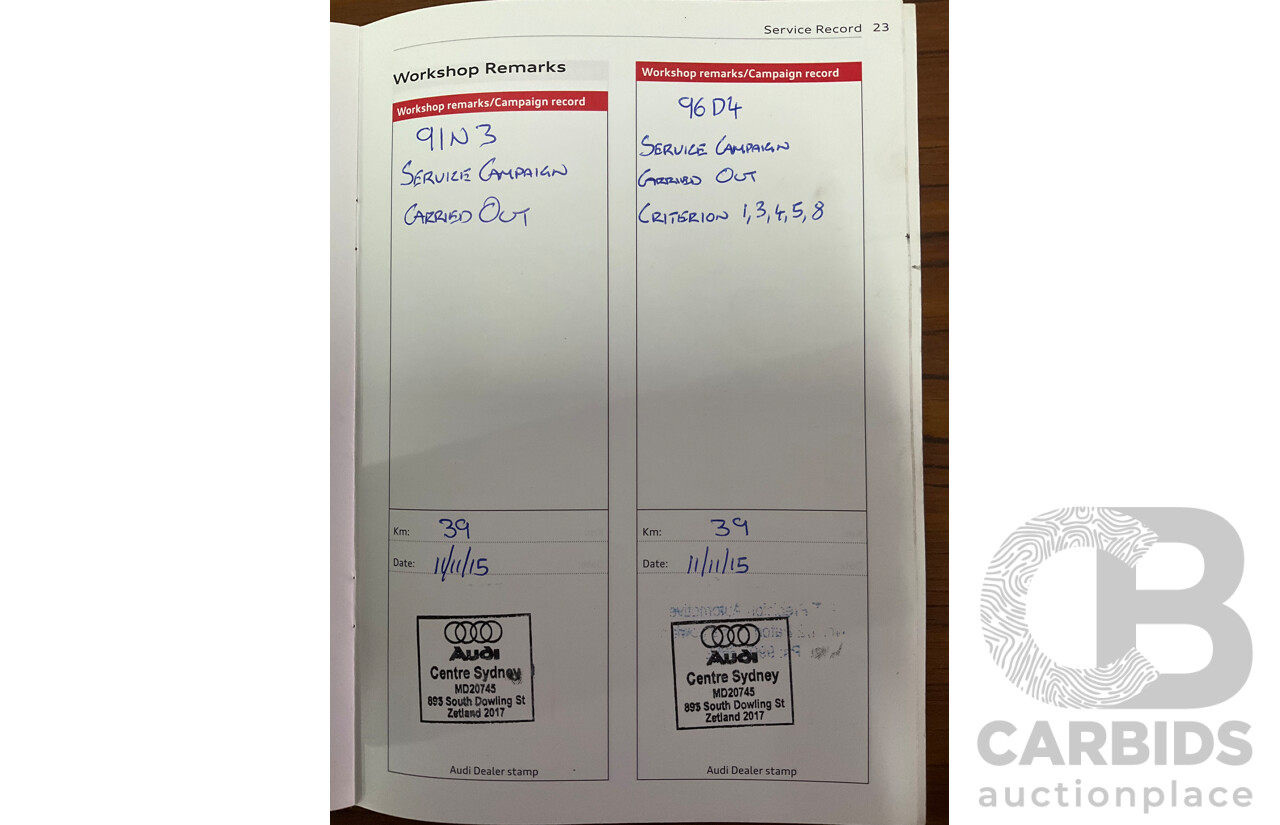 Service Record 23
Workshop Remarks
Workshop remarks/Campaign record
91N3
SERVICE CAMPAIGN
CARRIED OUT
Km: 39
Date: 11/11/15
Audi
Centre Sydney
MD20745
895 South Dowling St
Zetland 2017
Audi Dealer stamp
Workshop remarks/Campaign record
96D4
SERVICE CAMPAIGN
CARRIED OUT
CRITERION 1,3,4,5,8
Km: 39
Date: 11/11/15
Audi
Centre Sydney
MD20745
895 South Dowling St
Zetland 2017
Audi Dealer stamp
CB
CARBIDS
auctionplace